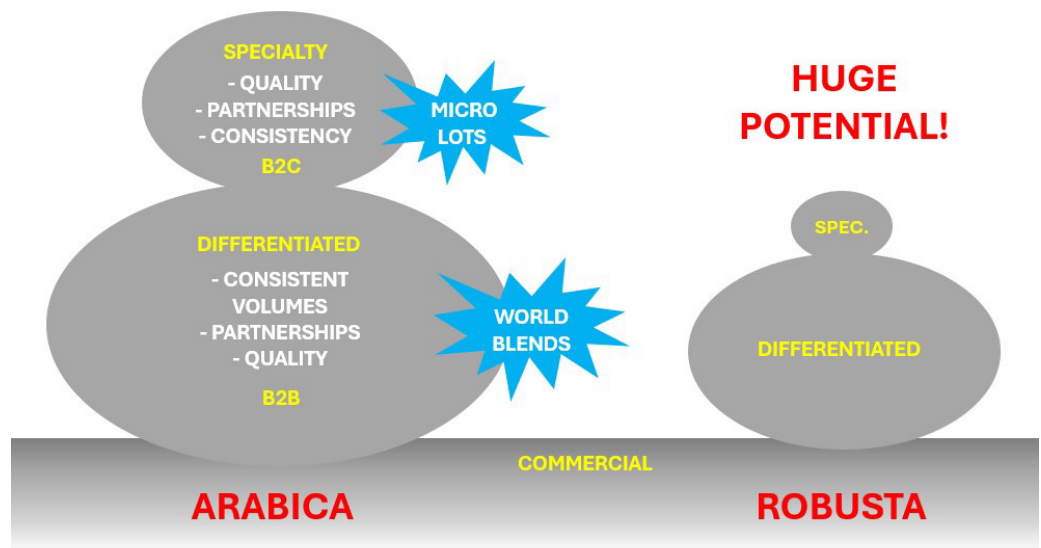 SPECIALTY
- QUALITY
- PARTNERSHIPS
- CONSISTENCY
B2C
MICRO
LOTS
DIFFERENTIATED
- CONSISTENT
VOLUMES
- PARTNERSHIPS
- QUALITY
B2B
WORLD
BLENDS
HUGE
POTENTIAL!
SPEC.
DIFFERENTIATED
COMMERCIAL
ARABICA
ROBUSTA